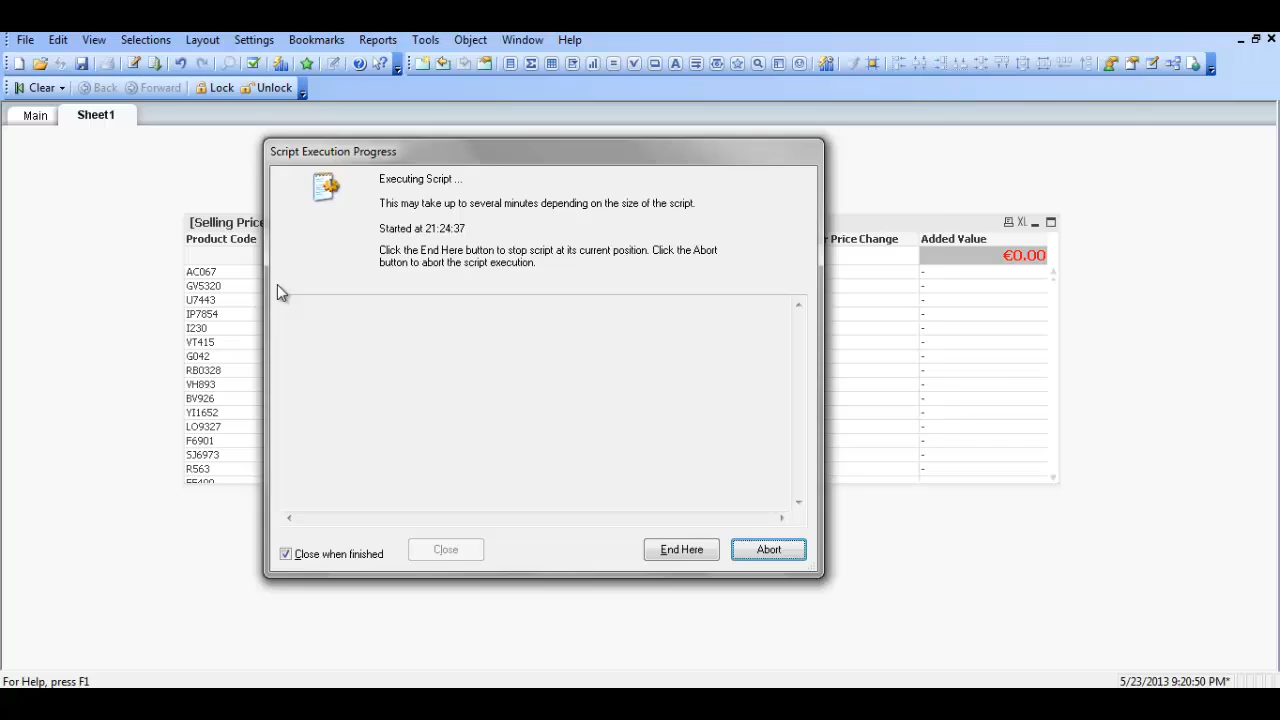 File Edit View Selections Layout Settings Bookmarks Reports Tools Object Window Help
Clear Back Forward Lock Unlock
Main Sheet1
Script Execution Progress
Executing Script ...
This may take up to several minutes depending on the size of the script.
Started at 21:24:37
Click the End Here button to stop script at its current position. Click the Abort
button to abort the script execution.
Close when finished Close End Here Abort
[Selling Price XL
Product Code r Price Change Added Value
€0.00
AC067 -
GV5320 -
U7443 -
IP7854 -
I230 -
VT415 -
G042 -
RB0328 -
VH893 -
BV926 -
YI1652 -
LO9327 -
F6901 -
SJ6973 -
R563 -
For Help, press F1 5/23/2013 9:20:50 PM*